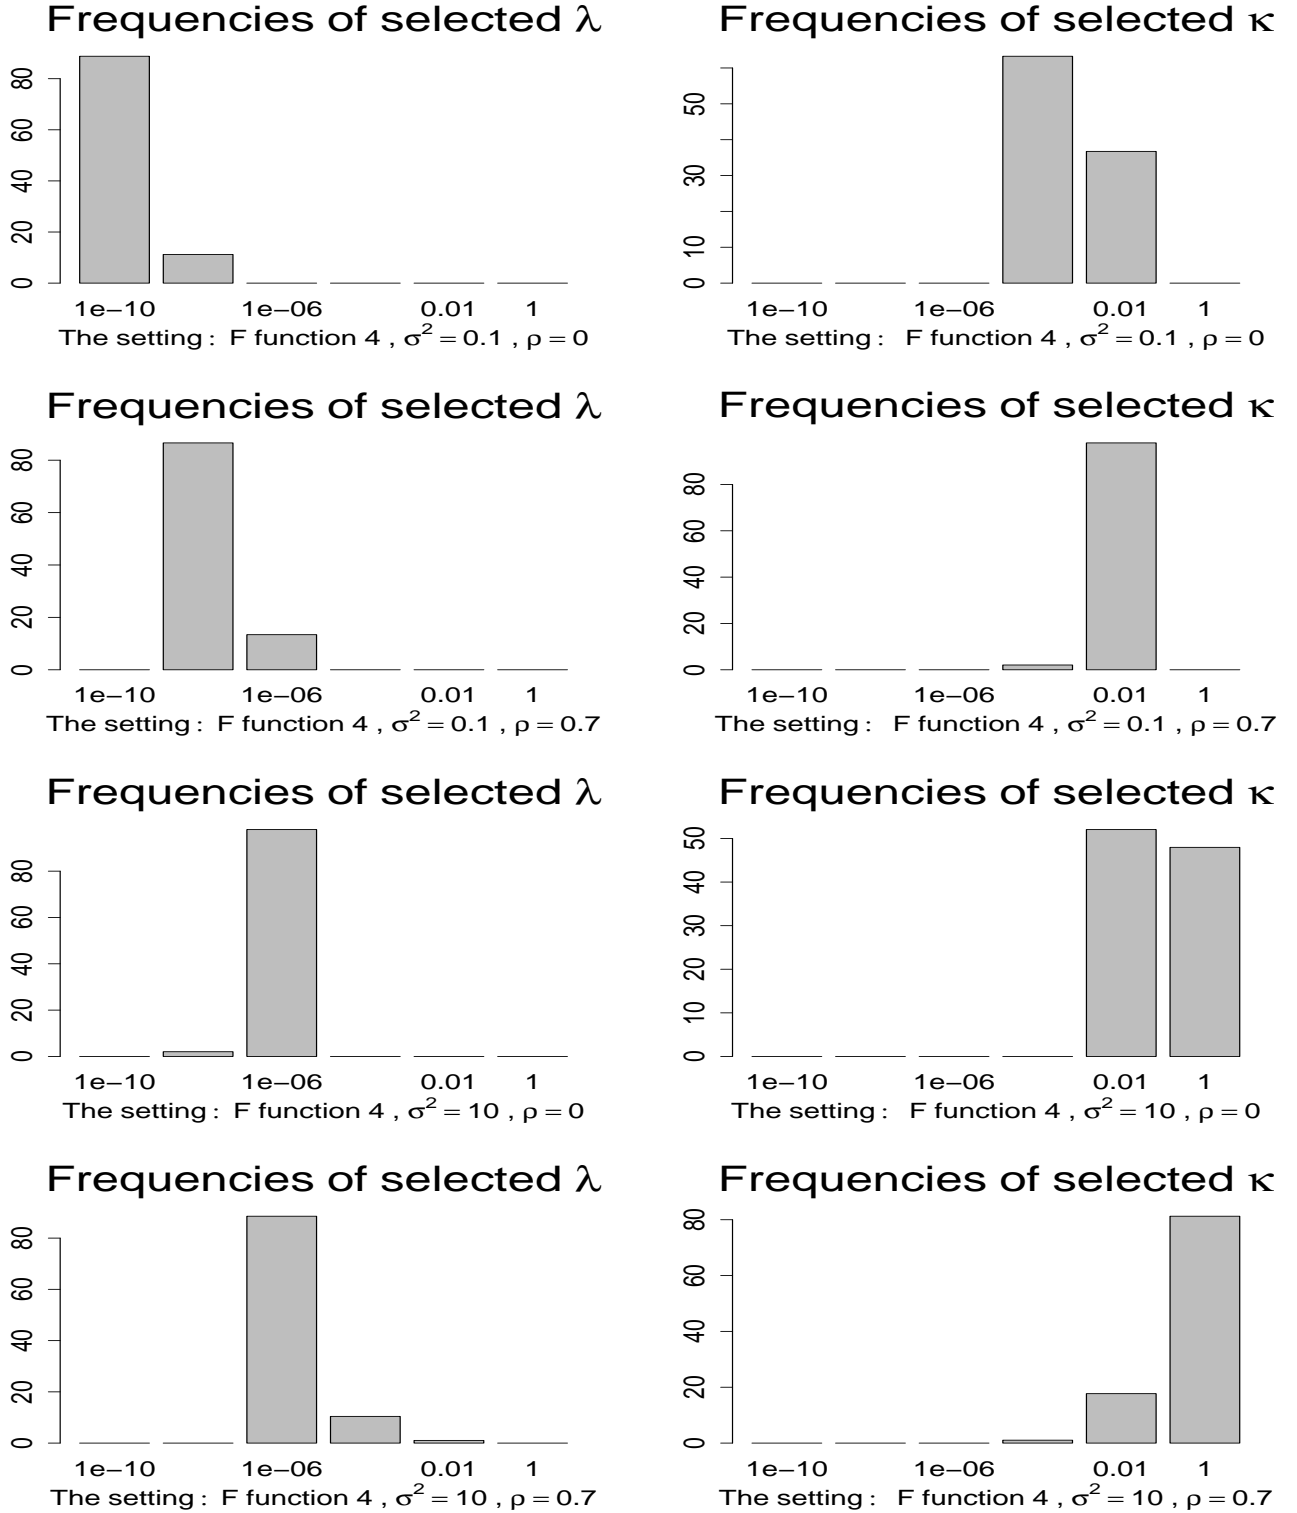 Frequencies of selected λ
80
60
40
20
0
1e−10 1e−06 0.01 1
The setting : F function 4 , σ² = 0.1 , ρ = 0
Frequencies of selected κ
50
30
10
0
1e−10 1e−06 0.01 1
The setting : F function 4 , σ² = 0.1 , ρ = 0
Frequencies of selected λ
80
60
40
20
0
1e−10 1e−06 0.01 1
The setting : F function 4 , σ² = 0.1 , ρ = 0.7
Frequencies of selected κ
80
60
40
20
0
1e−10 1e−06 0.01 1
The setting : F function 4 , σ² = 0.1 , ρ = 0.7
Frequencies of selected λ
80
60
40
20
0
1e−10 1e−06 0.01 1
The setting : F function 4 , σ² = 10 , ρ = 0
Frequencies of selected κ
50
40
30
20
10
0
1e−10 1e−06 0.01 1
The setting : F function 4 , σ² = 10 , ρ = 0
Frequencies of selected λ
80
60
40
20
0
1e−10 1e−06 0.01 1
The setting : F function 4 , σ² = 10 , ρ = 0.7
Frequencies of selected κ
80
60
40
20
0
1e−10 1e−06 0.01 1
The setting : F function 4 , σ² = 10 , ρ = 0.7